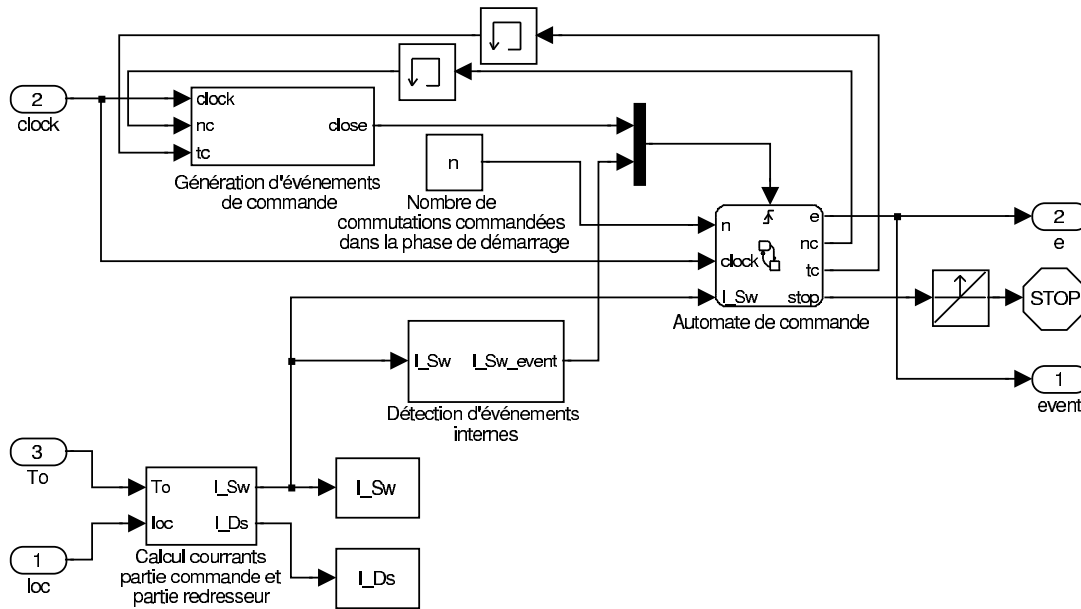 2
clock
clock
nc
tc
close
Génération d'événements
de commande
n
Nombre de
commutations commandées
dans la phase de démarrage
n
clock
I_Sw
e
nc
tc
stop
Automate de commande
2
e
STOP
1
event
I_Sw
I_Sw_event
Détection d'événements
internes
3
To
1
Ioc
To
Ioc
I_Sw
I_Ds
Calcul courrants
partie commande et
partie redresseur
I_Sw
I_Ds